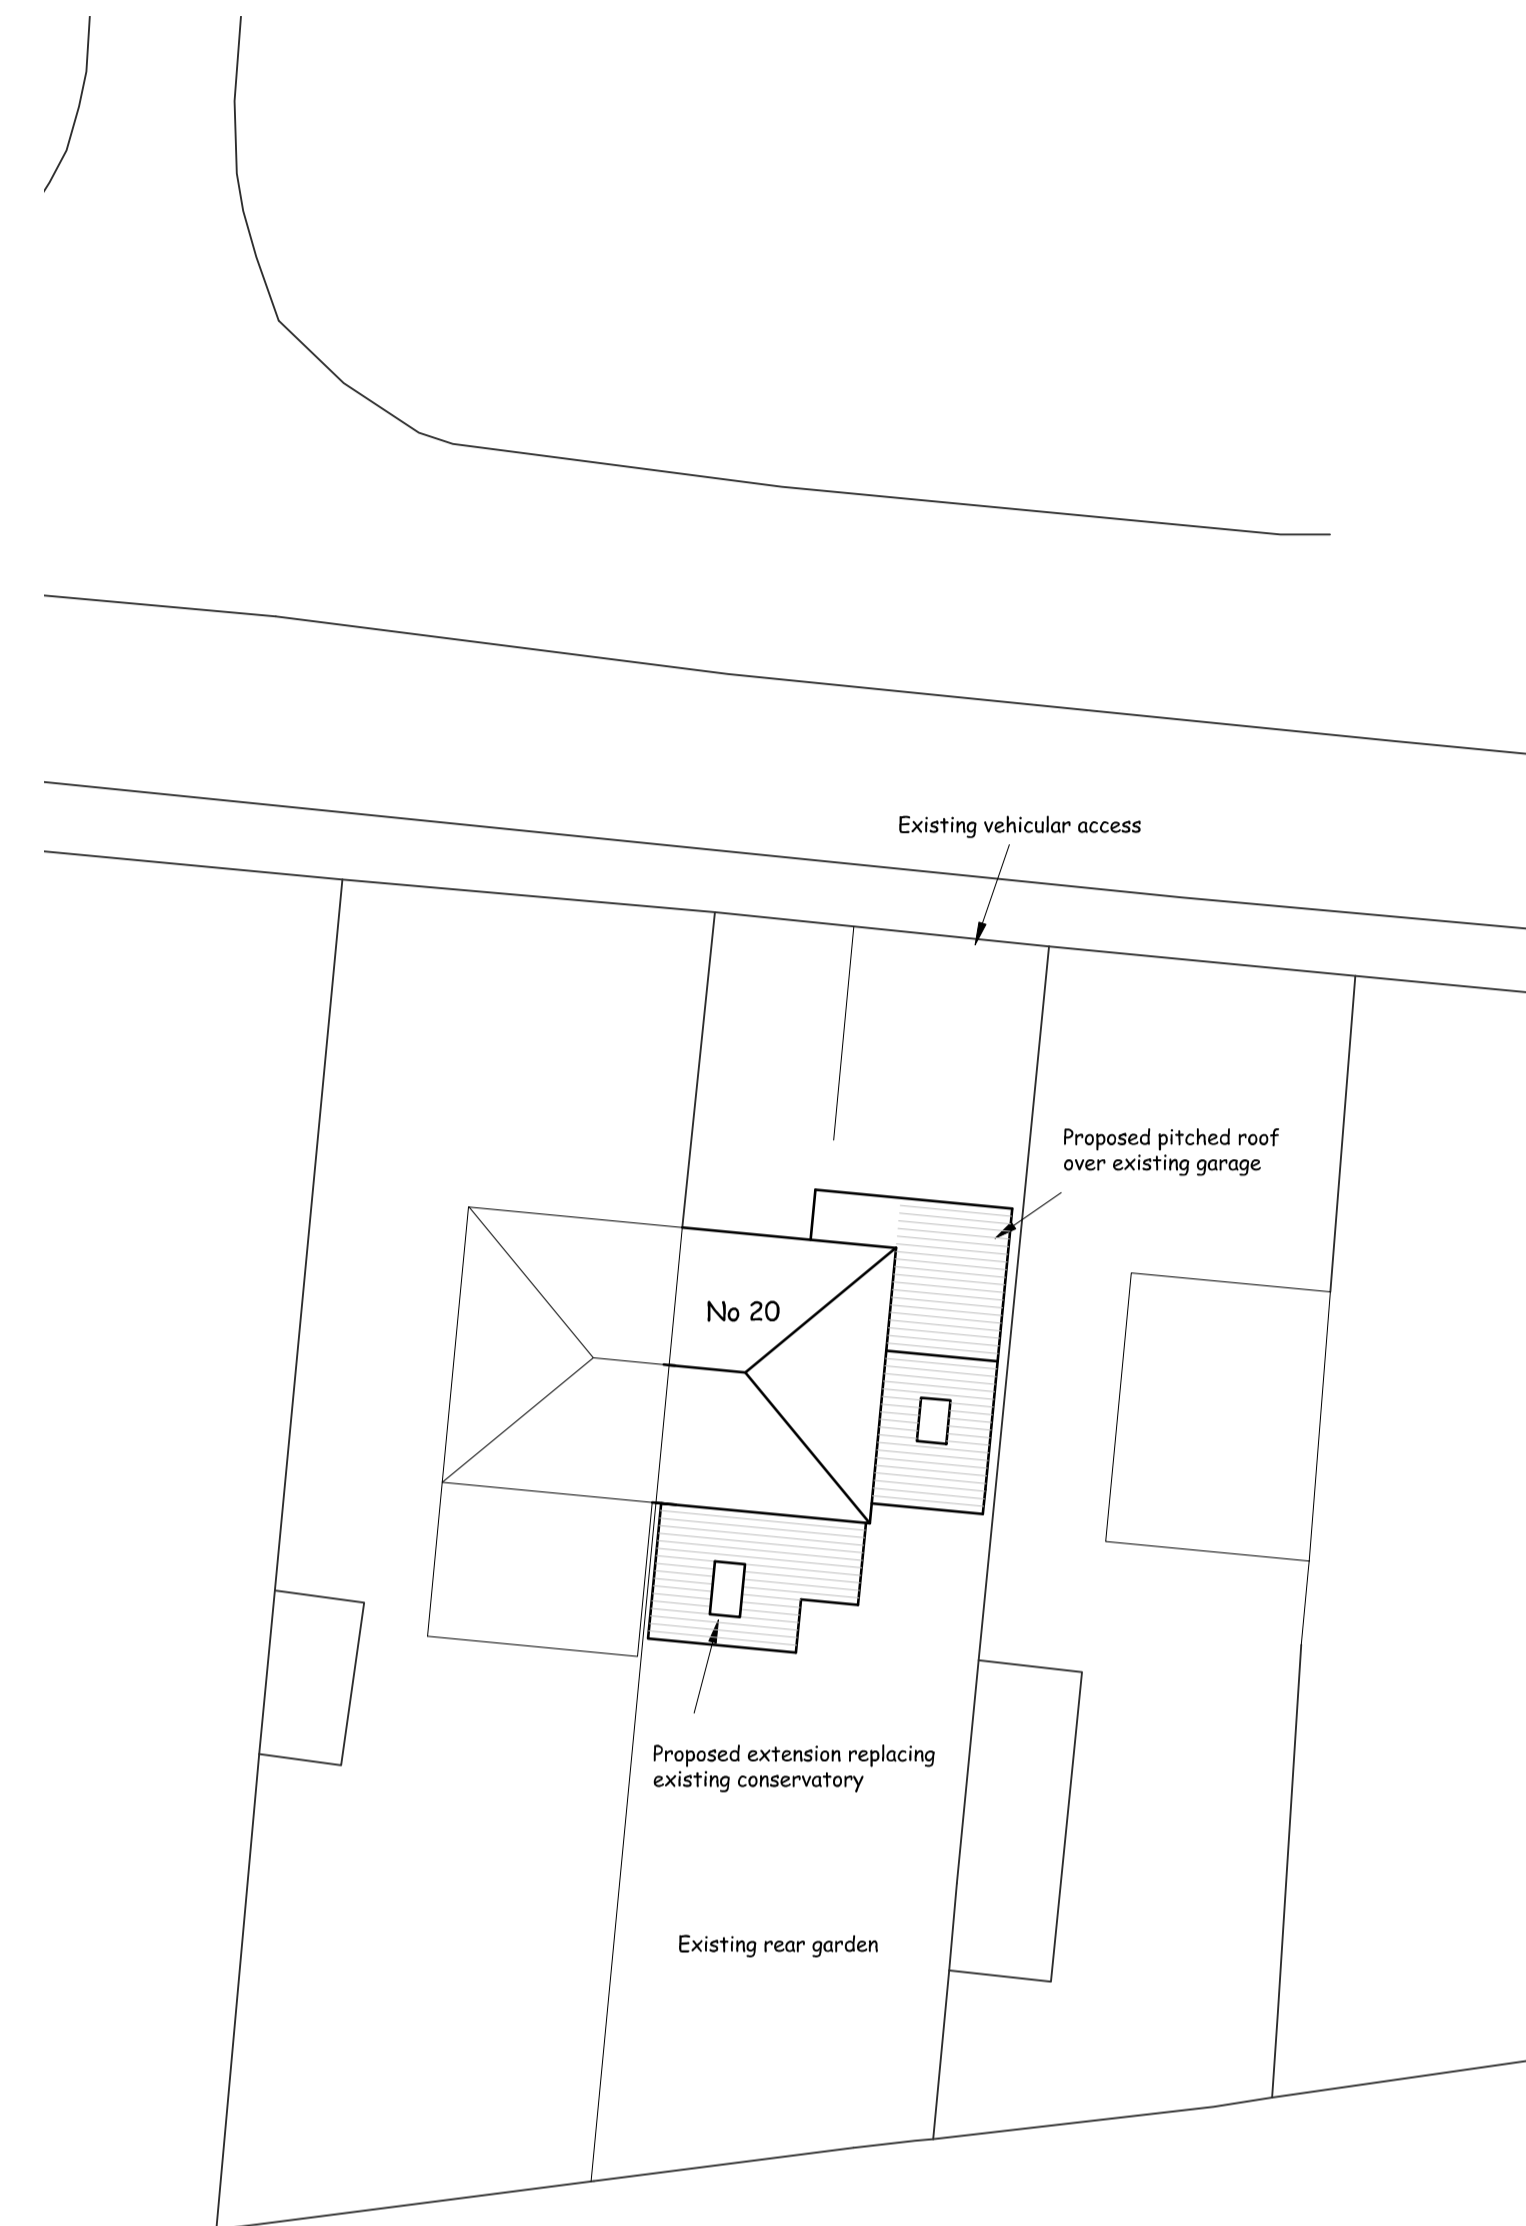 Existing vehicular access
Proposed pitched roof
over existing garage
No 20
Proposed extension replacing
existing conservatory
Existing rear garden